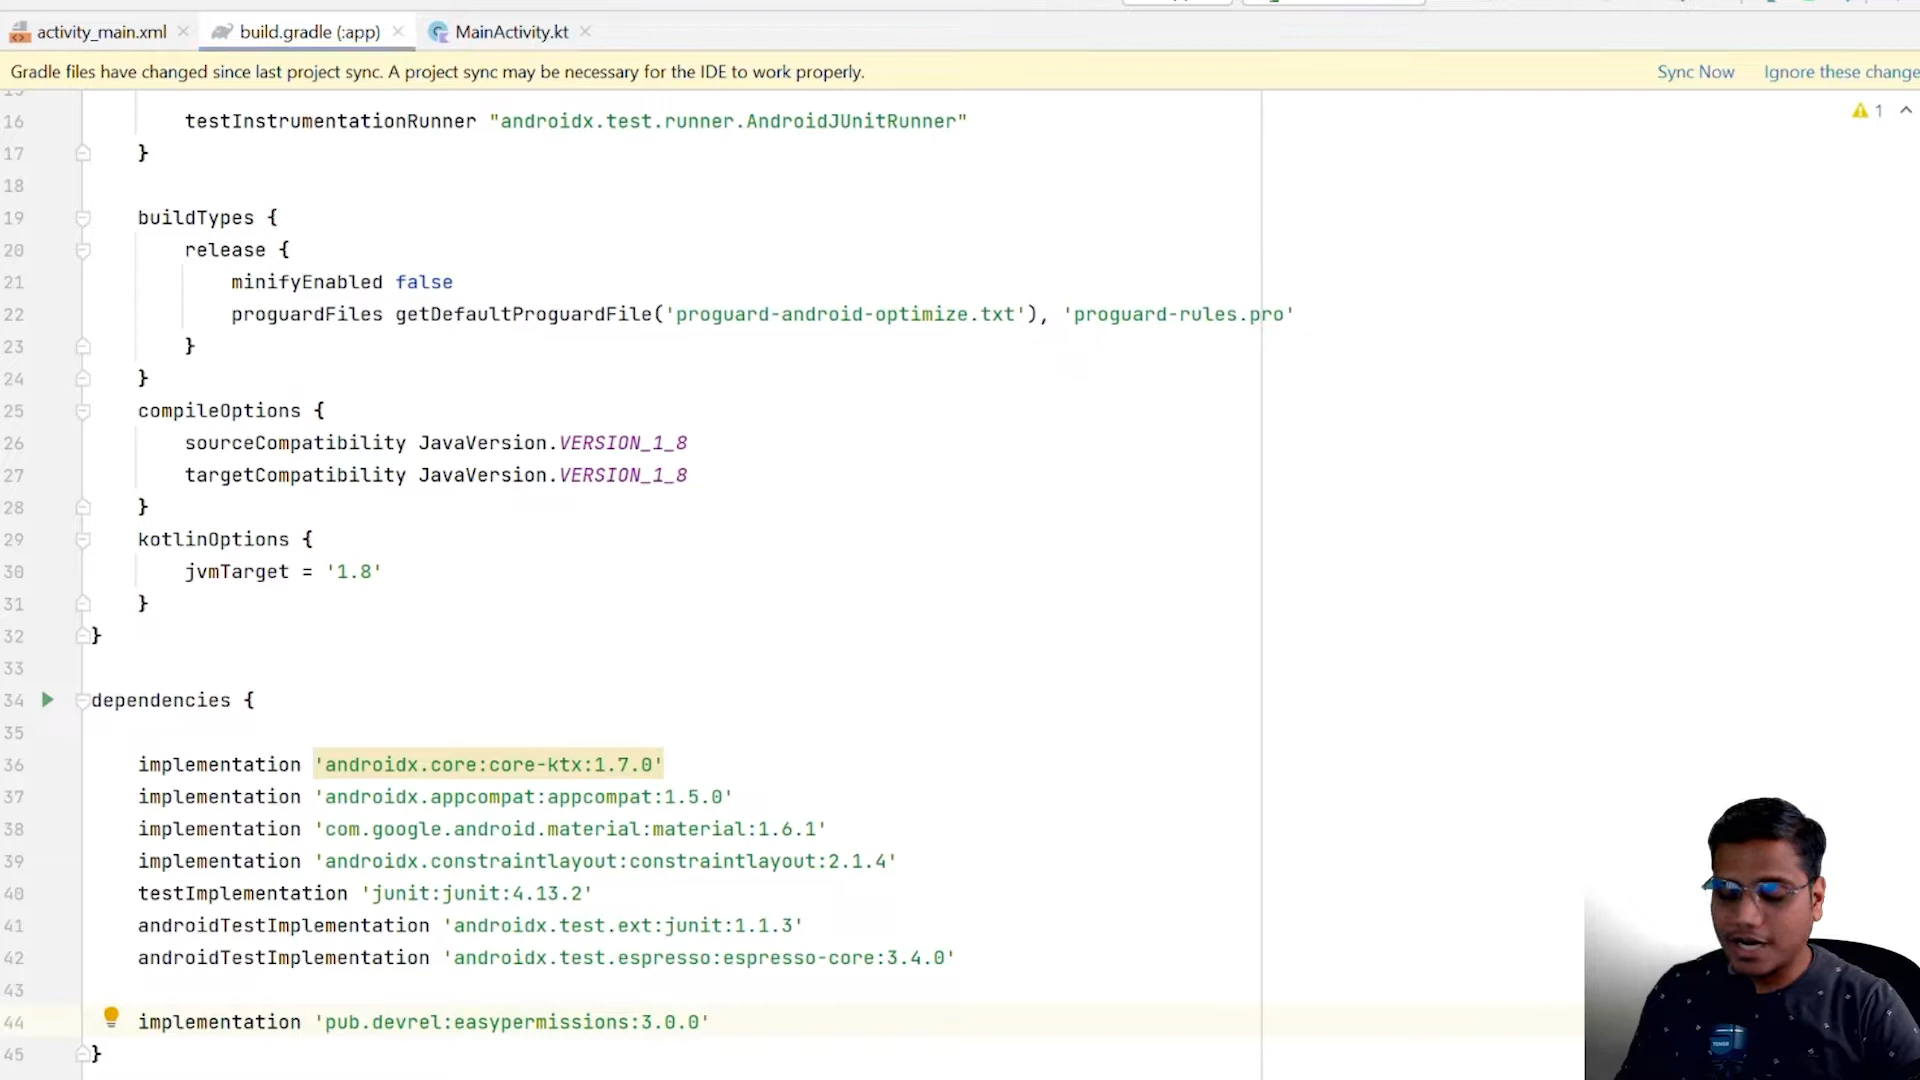 activity_main.xml build.gradle (:app) MainActivity.kt
Gradle files have changed since last project sync. A project sync may be necessary for the IDE to work properly. Sync Now Ignore these change
1
16 testInstrumentationRunner "androidx.test.runner.AndroidJUnitRunner"
17 }
18
19 buildTypes {
20 release {
21 minifyEnabled false
22 proguardFiles getDefaultProguardFile('proguard-android-optimize.txt'), 'proguard-rules.pro'
23 }
24 }
25 compileOptions {
26 sourceCompatibility JavaVersion.VERSION_1_8
27 targetCompatibility JavaVersion.VERSION_1_8
28 }
29 kotlinOptions {
30 jvmTarget = '1.8'
31 }
32 }
33
34 dependencies {
35
36 implementation 'androidx.core:core-ktx:1.7.0'
37 implementation 'androidx.appcompat:appcompat:1.5.0'
38 implementation 'com.google.android.material:material:1.6.1'
39 implementation 'androidx.constraintlayout:constraintlayout:2.1.4'
40 testImplementation 'junit:junit:4.13.2'
41 androidTestImplementation 'androidx.test.ext:junit:1.1.3'
42 androidTestImplementation 'androidx.test.espresso:espresso-core:3.4.0'
43
44 implementation 'pub.devrel:easypermissions:3.0.0'
45 }